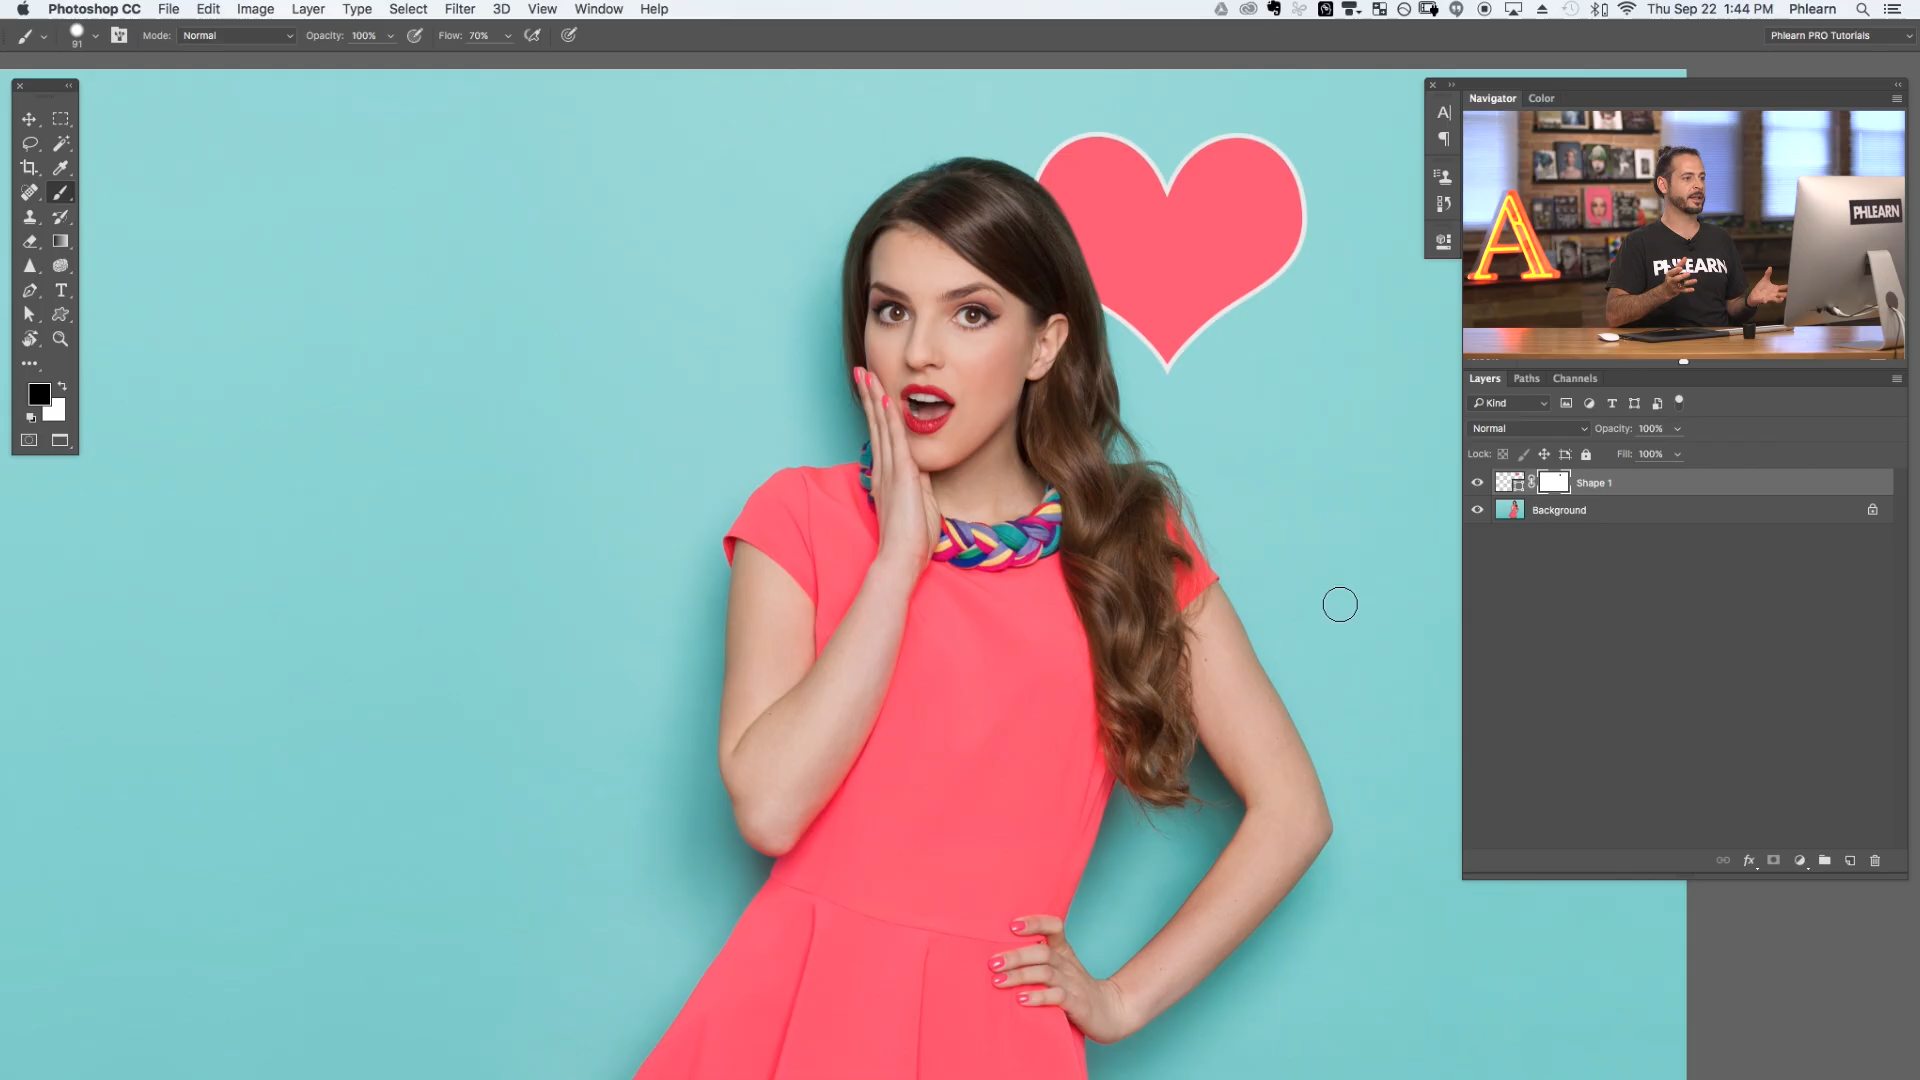 Photoshop CC File Edit Image Layer Type Select Filter 3D View Window Help Thu Sep 22 1:44 PM Phlearn
91 Mode: Normal Opacity: 100% Flow: 70% Phlearn PRO Tutorials
Navigator Color
A
PHLEARN
PHLEARN
Layers Paths Channels
Kind
Normal Opacity: 100%
Lock: Fill: 100%
Shape 1
Background
fx